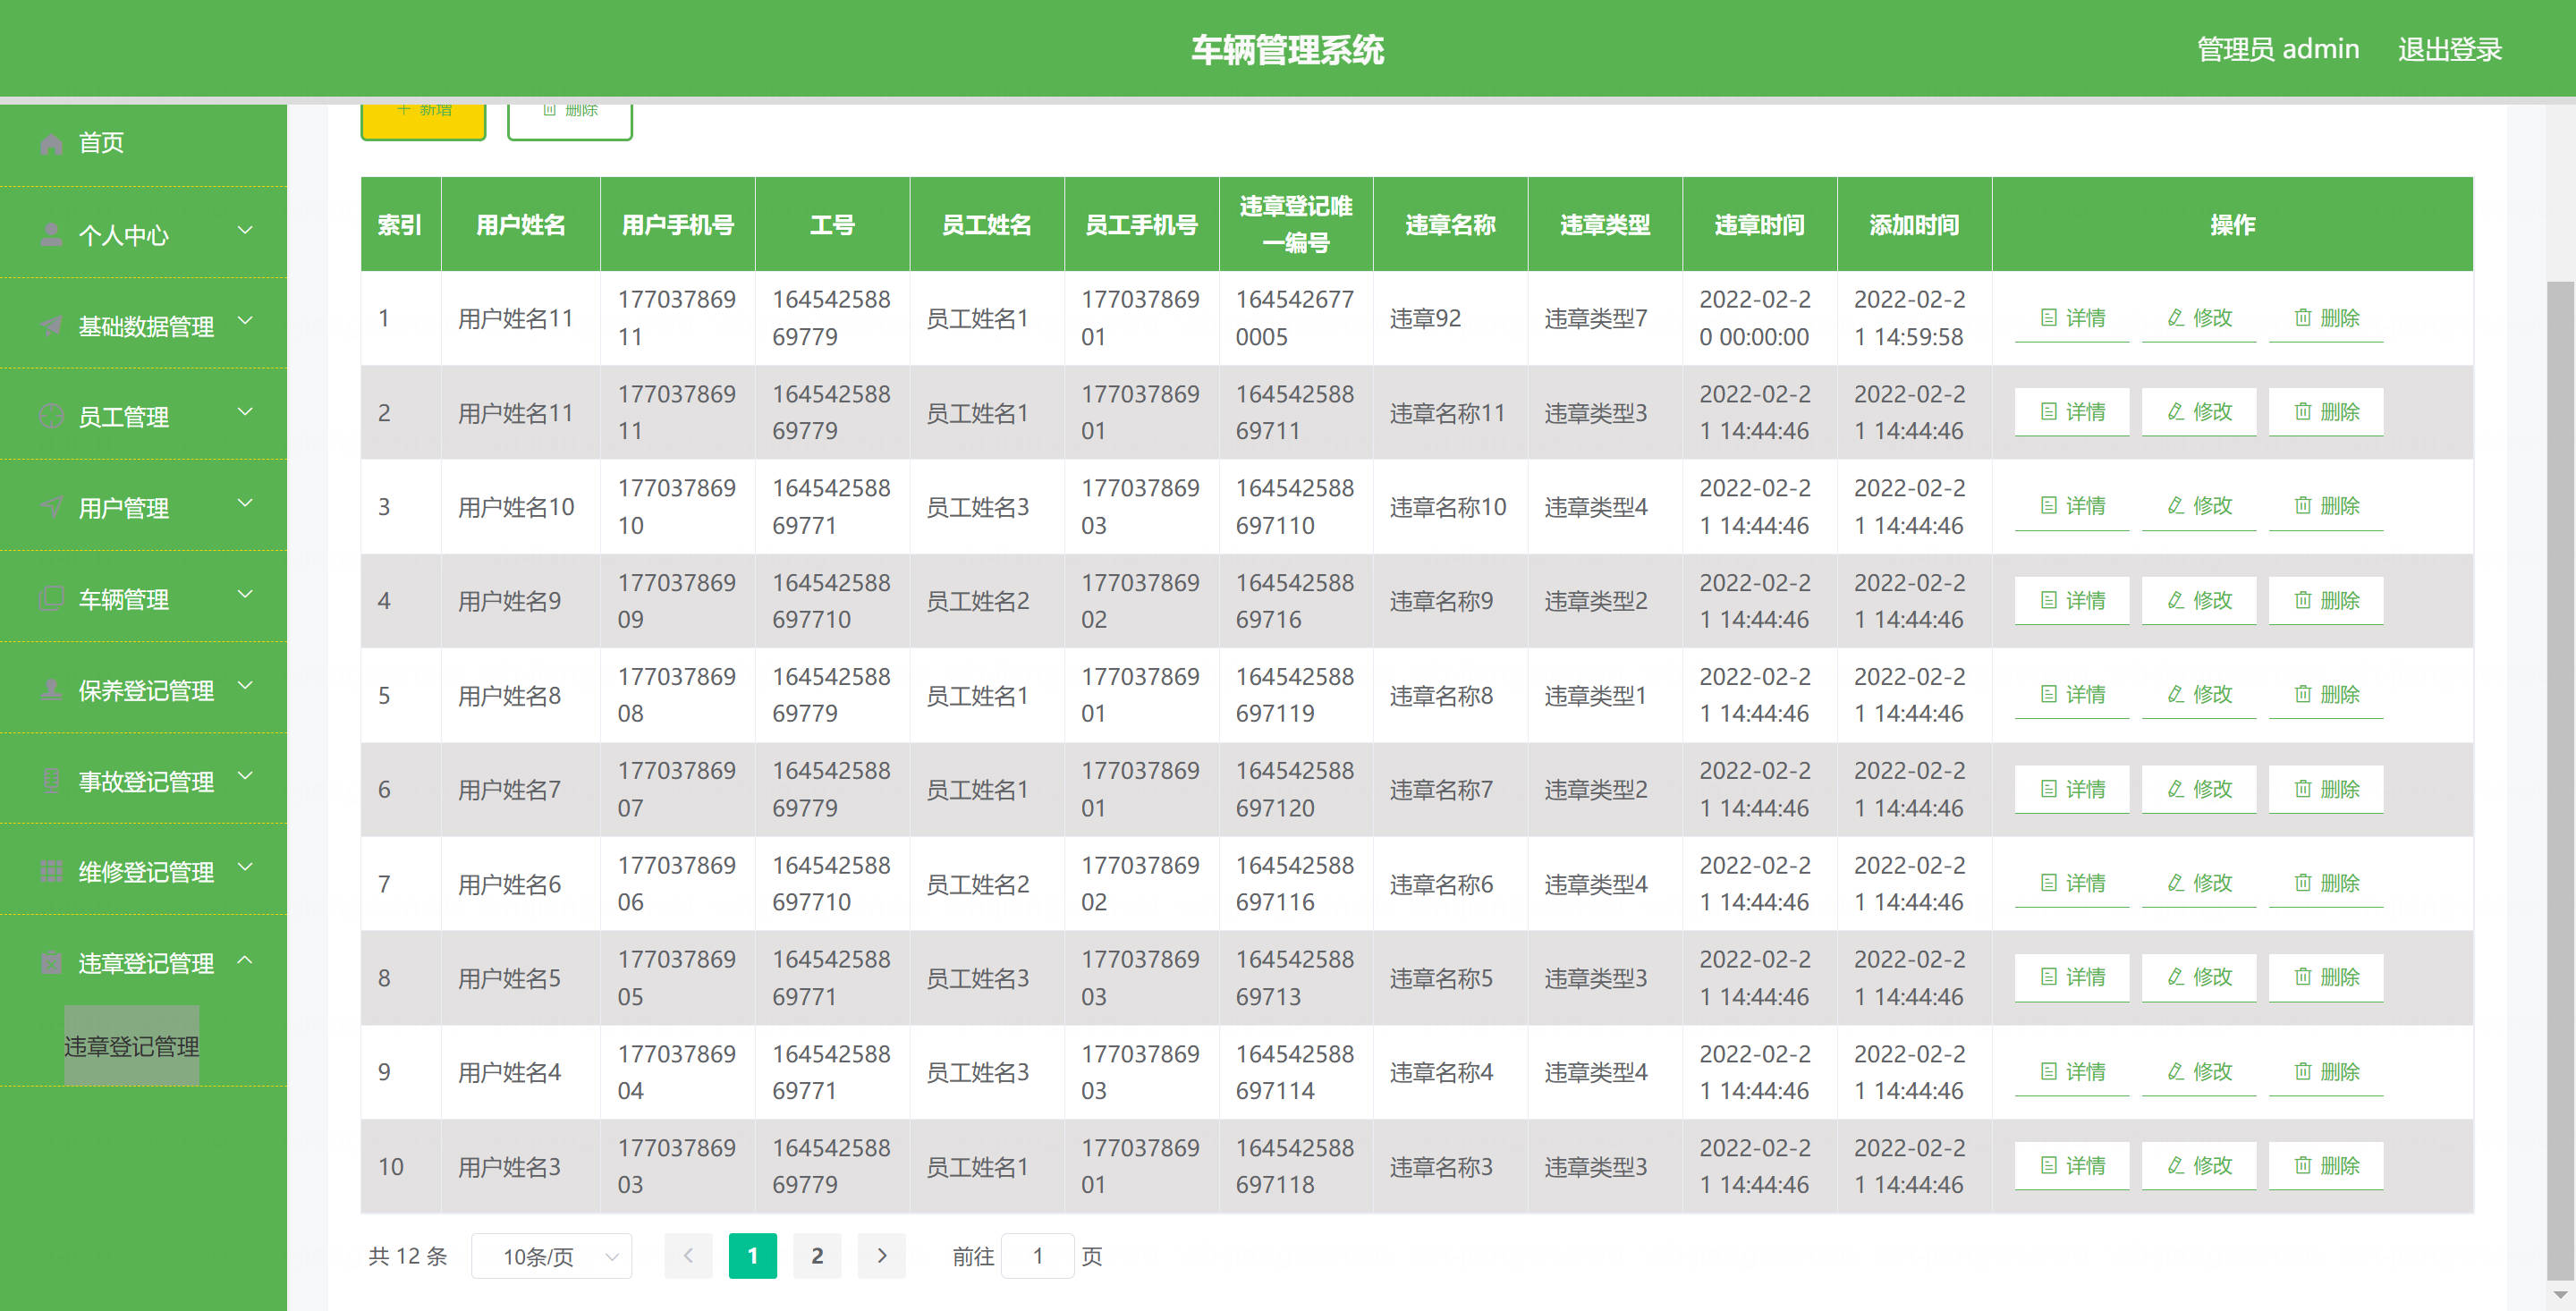 车辆管理系统
管理员 admin
退出登录
首页
个人中心
基础数据管理
员工管理
用户管理
车辆管理
保养登记管理
事故登记管理
维修登记管理
违章登记管理
违章登记管理
新增
删除
索引 用户姓名 用户手机号 工号 员工姓名 员工手机号 违章登记唯一编号 违章名称 违章类型 违章时间 添加时间 操作
1 用户姓名11 17703786911 16454258869779 员工姓名1 17703786901 1645426770005 违章92 违章类型7 2022-02-20 00:00:00 2022-02-21 14:59:58 详情 修改 删除
2 用户姓名11 17703786911 16454258869779 员工姓名1 17703786901 16454258869711 违章名称11 违章类型3 2022-02-21 14:44:46 2022-02-21 14:44:46 详情 修改 删除
3 用户姓名10 17703786910 16454258869771 员工姓名3 17703786903 164542588697110 违章名称10 违章类型4 2022-02-21 14:44:46 2022-02-21 14:44:46 详情 修改 删除
4 用户姓名9 17703786909 164542588697710 员工姓名2 17703786902 16454258869716 违章名称9 违章类型2 2022-02-21 14:44:46 2022-02-21 14:44:46 详情 修改 删除
5 用户姓名8 17703786908 16454258869779 员工姓名1 17703786901 164542588697119 违章名称8 违章类型1 2022-02-21 14:44:46 2022-02-21 14:44:46 详情 修改 删除
6 用户姓名7 17703786907 16454258869779 员工姓名1 17703786901 164542588697120 违章名称7 违章类型2 2022-02-21 14:44:46 2022-02-21 14:44:46 详情 修改 删除
7 用户姓名6 17703786906 164542588697710 员工姓名2 17703786902 164542588697116 违章名称6 违章类型4 2022-02-21 14:44:46 2022-02-21 14:44:46 详情 修改 删除
8 用户姓名5 17703786905 16454258869771 员工姓名3 17703786903 16454258869713 违章名称5 违章类型3 2022-02-21 14:44:46 2022-02-21 14:44:46 详情 修改 删除
9 用户姓名4 17703786904 16454258869771 员工姓名3 17703786903 164542588697114 违章名称4 违章类型4 2022-02-21 14:44:46 2022-02-21 14:44:46 详情 修改 删除
10 用户姓名3 17703786903 16454258869779 员工姓名1 17703786901 164542588697118 违章名称3 违章类型3 2022-02-21 14:44:46 2022-02-21 14:44:46 详情 修改 删除
共 12 条 10条/页 1 2 前往 1 页